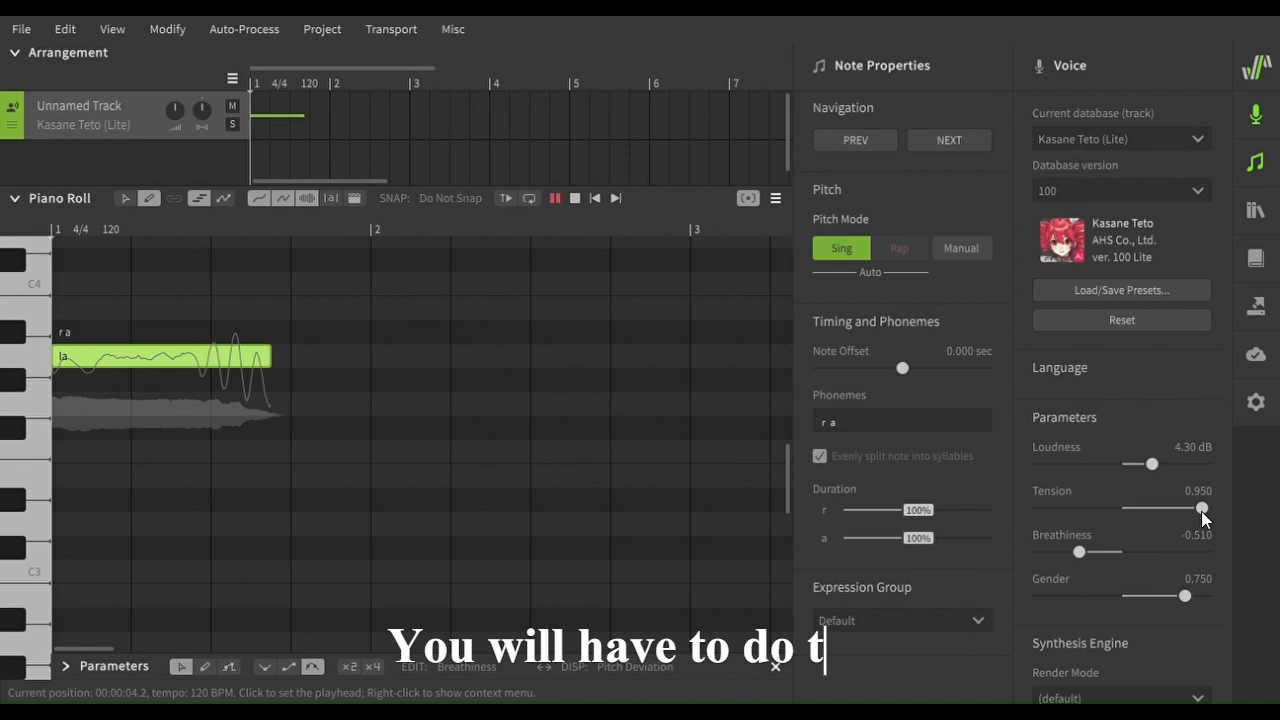 File Edit View Modify Auto-Process Project Transport Misc
Arrangement
1 4/4 120 2 3 4 5 6 7
Unnamed Track M
Kasane Teto (Lite) S
Piano Roll SNAP: Do Not Snap
1 4/4 120 2 3
C4
r a
la
C3
Parameters x2 x4 EDIT: Breathiness DISP: Pitch Deviation
Current position: 00:00:04.2, tempo: 120 BPM. Click to set the playhead; Right-click to show context menu.
Note Properties
Navigation
PREV NEXT
Pitch
Pitch Mode
Sing Rap Manual
Auto
Timing and Phonemes
Note Offset 0.000 sec
Phonemes
r a
Evenly split note into syllables
Duration
r 100%
a 100%
Expression Group
Default
Voice
Current database (track)
Kasane Teto (Lite)
Database version
100
Kasane Teto
AHS Co., Ltd.
ver. 100 Lite
Load/Save Presets...
Reset
Language
Parameters
Loudness 4.30 dB
Tension 0.950
Breathiness -0.510
Gender 0.750
Synthesis Engine
Render Mode
(default)
You will have to do t